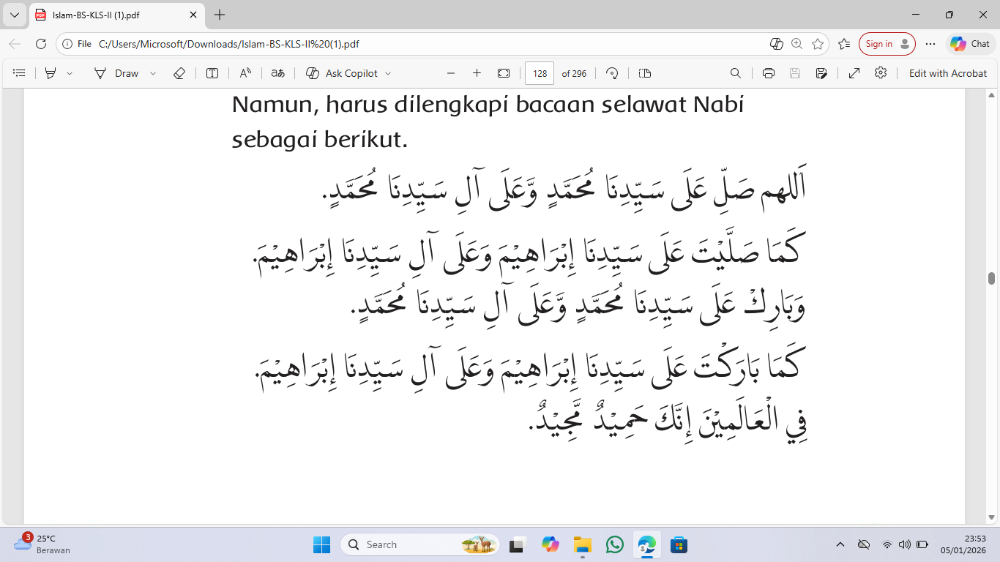 Islam-BS-KLS-II (1).pdf
File C:/Users/Microsoft/Downloads/Islam-BS-KLS-II%20(1).pdf Sign in Chat
Draw Ask Copilot 128 of 296 Edit with Acrobat
Namun, harus dilengkapi bacaan selawat Nabi
sebagai berikut.
اَللهم صَلِّ عَلَى سَيِّدِنَا مُحَمَّدٍ وَّعَلَى آلِ سَيِّدِنَا مُحَمَّدٍ.
كَمَا صَلَّيْتَ عَلَى سَيِّدِنَا إِبْرَاهِيْمَ وَعَلَى آلِ سَيِّدِنَا إِبْرَاهِيْمَ.
وَبَارِكْ عَلَى سَيِّدِنَا مُحَمَّدٍ وَّعَلَى آلِ سَيِّدِنَا مُحَمَّدٍ.
كَمَا بَارَكْتَ عَلَى سَيِّدِنَا إِبْرَاهِيْمَ وَعَلَى آلِ سَيِّدِنَا إِبْرَاهِيْمَ.
فِي الْعَالَمِيْنَ إِنَّكَ حَمِيْدٌ مَّجِيْدٌ.
3 25°C
Berawan
Search
23:53
05/01/2026